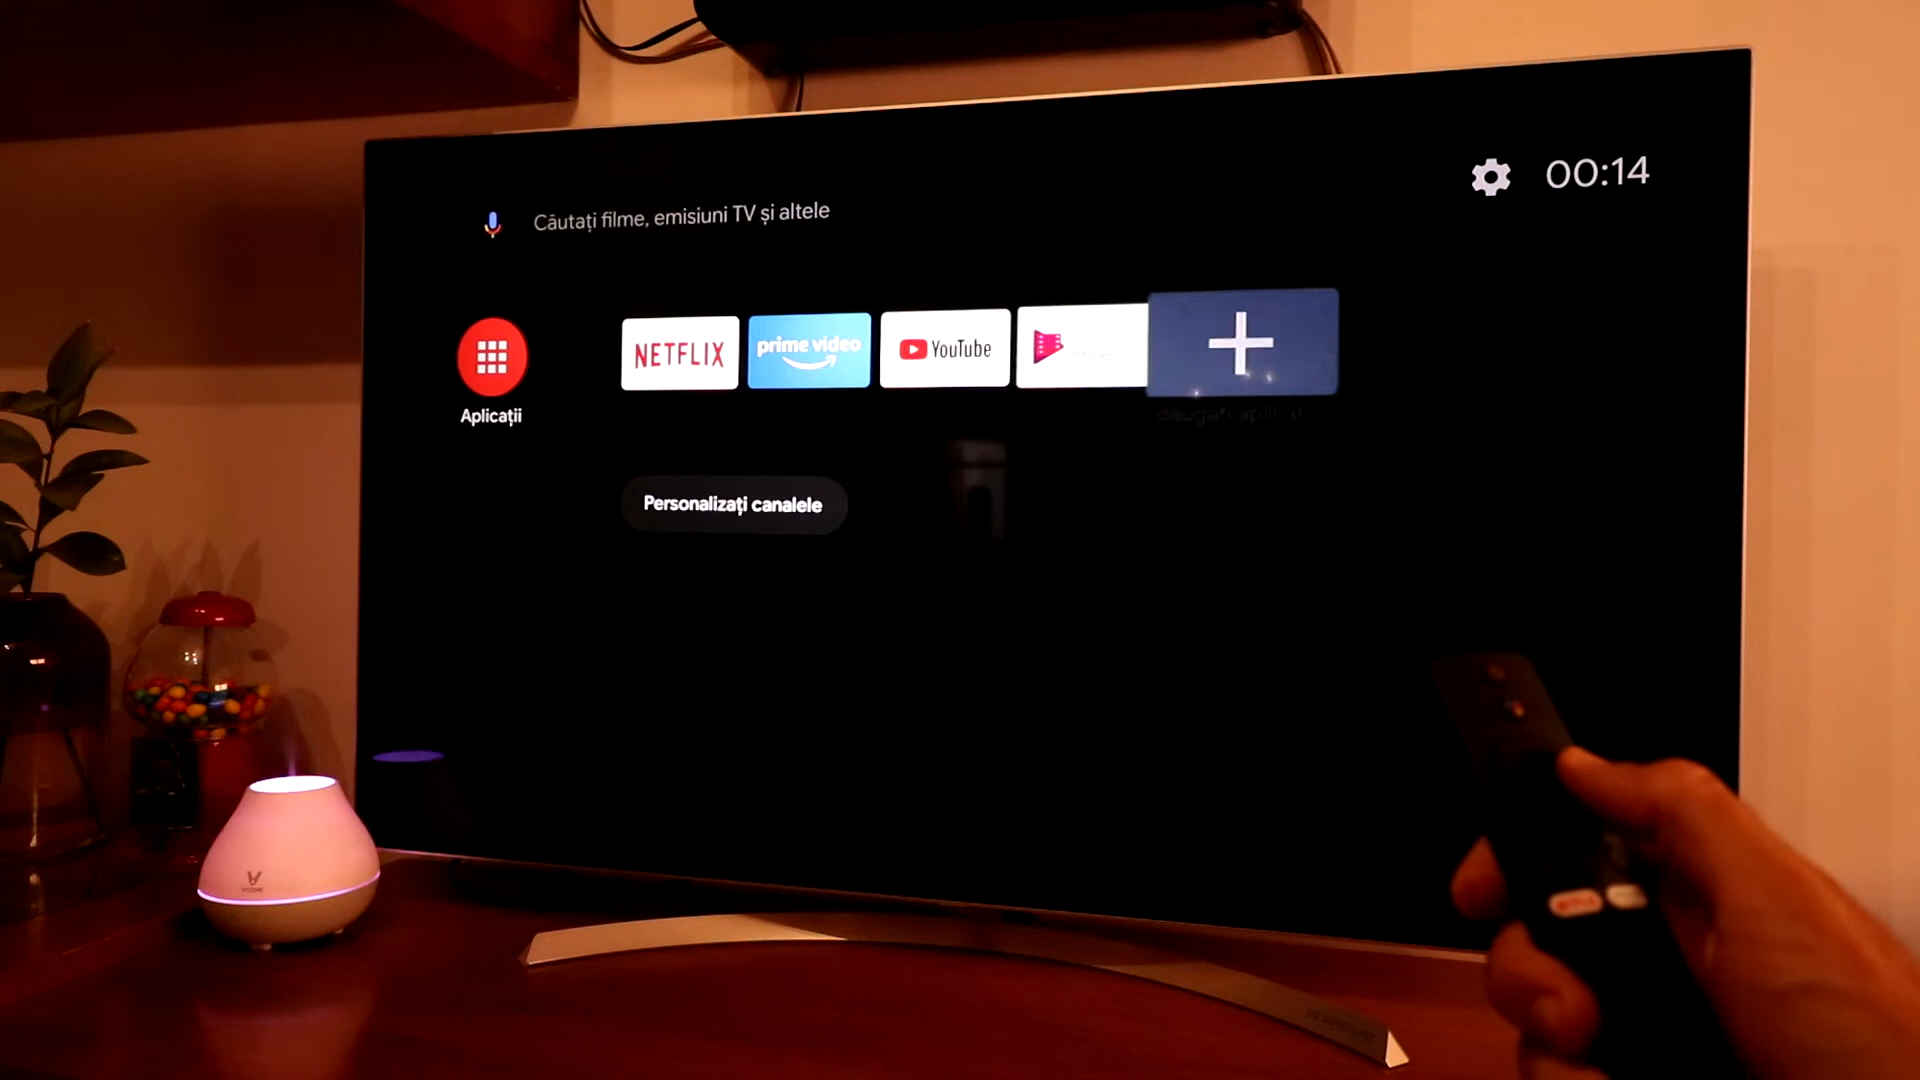 00:14
Căutați filme, emisiuni TV și altele
NETFLIX
prime video
YouTube
Aplicații
Personalizați canalele